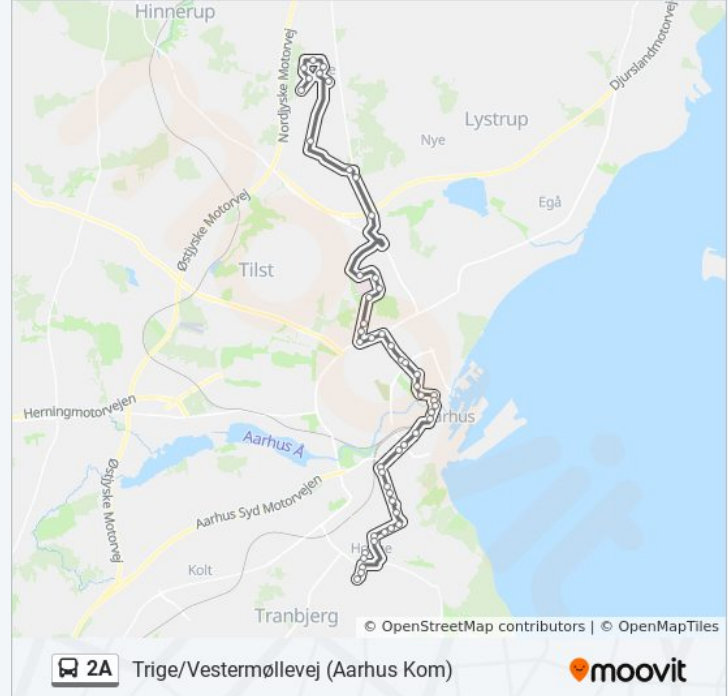 Hinnerup
Nordjyske Motorvej
Djurslandmotorvej
Lystrup
Nye
Egå
Østjyske Motorvej
Tilst
Herningmotorvejen
Aarhus Å
Østjyske Motorvej
Aarhus Syd Motorvejen
Kolt
Tranbjerg
© OpenStreetMap contributors | © OpenMapTiles
2A Trige/Vestermøllevej (Aarhus Kom)
moovit